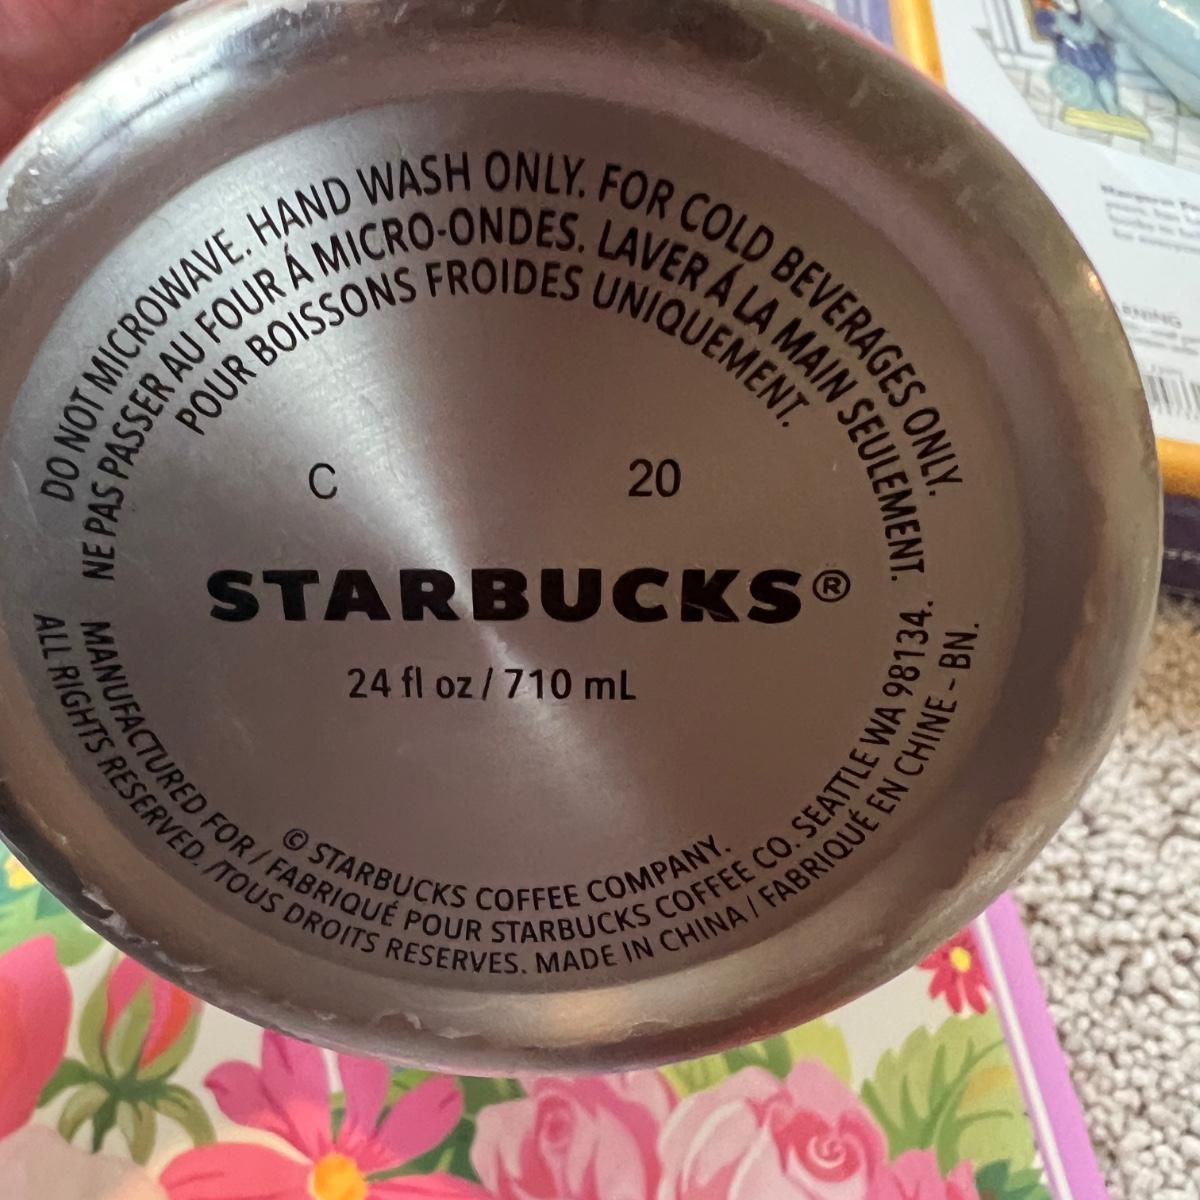 DO NOT MICROWAVE. HAND WASH ONLY. FOR COLD BEVERAGES ONLY.
NE PAS PASSER AU FOUR Á MICRO-ONDES. LAVER Á LA MAIN SEULEMENT.
POUR BOISSONS FROIDES UNIQUEMENT.
C 20
STARBUCKS®
24 fl oz / 710 mL
© STARBUCKS COFFEE COMPANY.
MANUFACTURED FOR / FABRIQUÉ POUR STARBUCKS COFFEE CO. SEATTLE WA 98134.
ALL RIGHTS RESERVED. /TOUS DROITS RESERVES. MADE IN CHINA / FABRIQUÉ EN CHINE – BN.
RNING